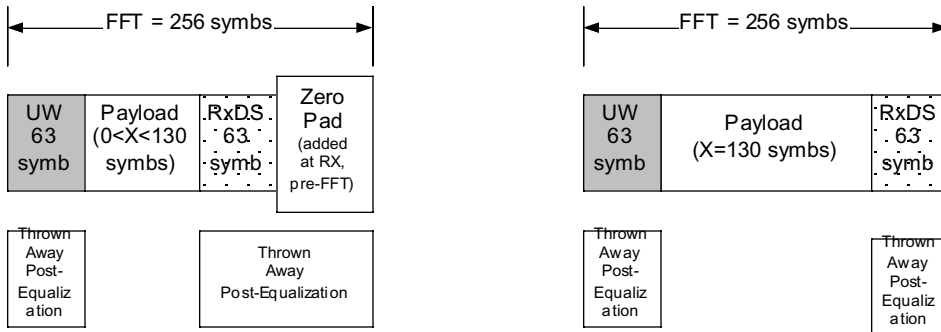 FFT = 256 symbs
UW
63
symb
Payload
(0<X<130
symbs)
RxDS
63
symb
Zero
Pad
(added
at RX,
pre-FFT)
Thrown
Away
Post-
Equaliz
ation
Thrown
Away
Post-Equalization
FFT = 256 symbs
UW
63
symb
Payload
(X=130 symbs)
RxDS
63
symb
Thrown
Away
Post-
Equaliz
ation
Thrown
Away
Post-
Equaliz
ation